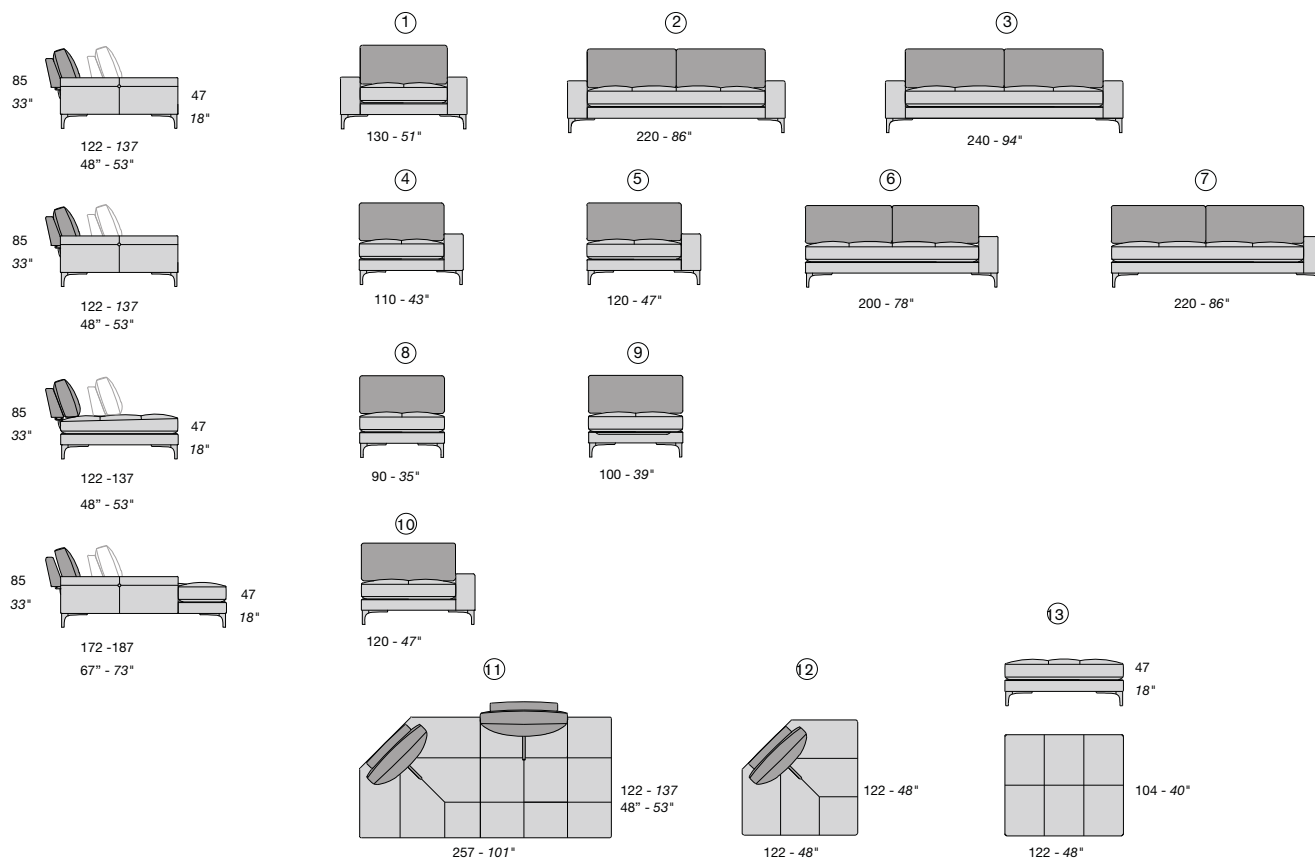 1
2
3
85
33"
47
18"
122 - 137
48” - 53"
130 - 51"
220 - 86"
240 - 94"
4
5
6
7
85
33"
122 - 137
48” - 53"
110 - 43"
120 - 47"
200 - 78"
220 - 86"
8
9
85
33"
47
18"
122 -137
48” - 53"
90 - 35"
100 - 39"
10
85
33"
47
18"
172 -187
67” - 73"
120 - 47"
11
12
13
47
18"
122 - 137
48” - 53"
257 - 101"
122 - 48"
122 - 48"
104 - 40"
122 - 48"